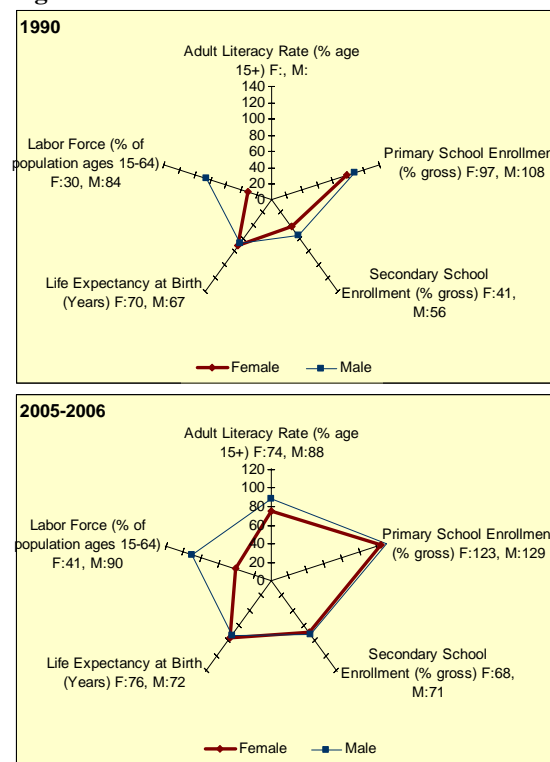 1990
Adult Literacy Rate (% age
15+) F:, M:
140
120
100
80
60
40
20
0
Labor Force (% of
population ages 15-64)
F:30, M:84
Primary School Enrollmen
(% gross) F:97, M:108
Life Expectancy at Birth
(Years) F:70, M:67
Secondary School
Enrollment (% gross) F:41,
M:56
Female Male
2005-2006
Adult Literacy Rate (% age
15+) F:74, M:88
120
100
80
60
40
20
0
Labor Force (% of
population ages 15-64)
F:41, M:90
Primary School Enrollmen
(% gross) F:123, M:129
Life Expectancy at Birth
(Years) F:76, M:72
Secondary School
Enrollment (% gross) F:68,
M:71
Female Male